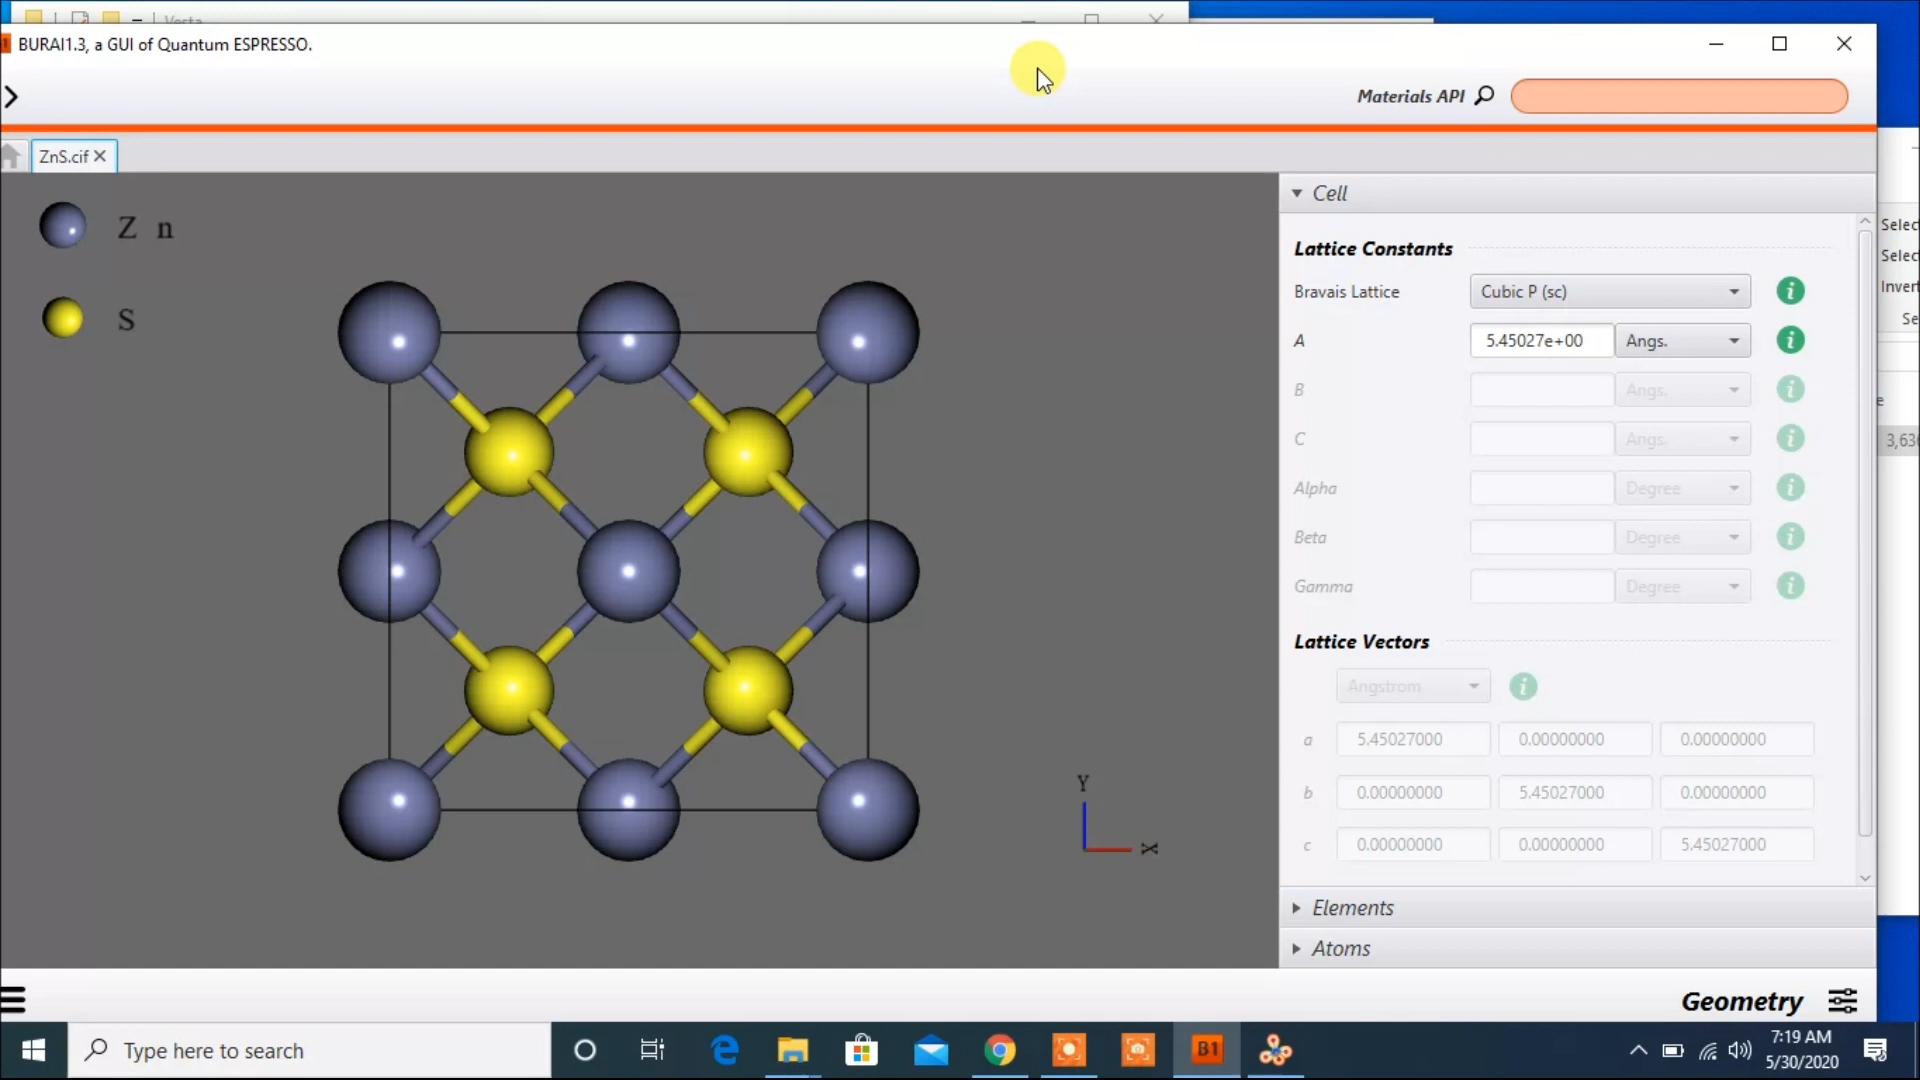 Vesta
BURAI1.3, a GUI of Quantum ESPRESSO.
Materials API
ZnS.cif
Z n
S
Cell
Lattice Constants
Bravais Lattice Cubic P (sc) i
A 5.45027e+00 Angs. i
B Angs. i
C Angs. i
Alpha Degree i
Beta Degree i
Gamma Degree i
Lattice Vectors
Angstrom i
a 5.45027000 0.00000000 0.00000000
b 0.00000000 5.45027000 0.00000000
c 0.00000000 0.00000000 5.45027000
Elements
Atoms
Y
X
Geometry
Selec
Selec
Invert
Se
e
3,63
Type here to search
B1
7:19 AM
5/30/2020